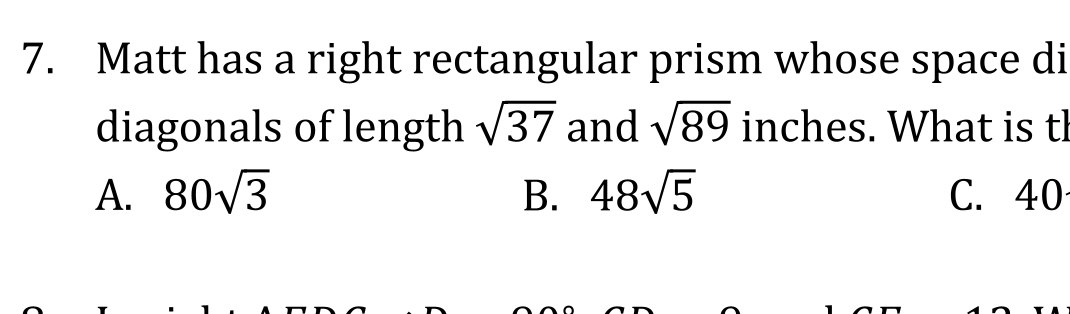 7. Matt has a right rectangular prism whose space di
diagonals of length √37 and √89 inches. What is th
A. 80√3 B. 48√5 C. 40